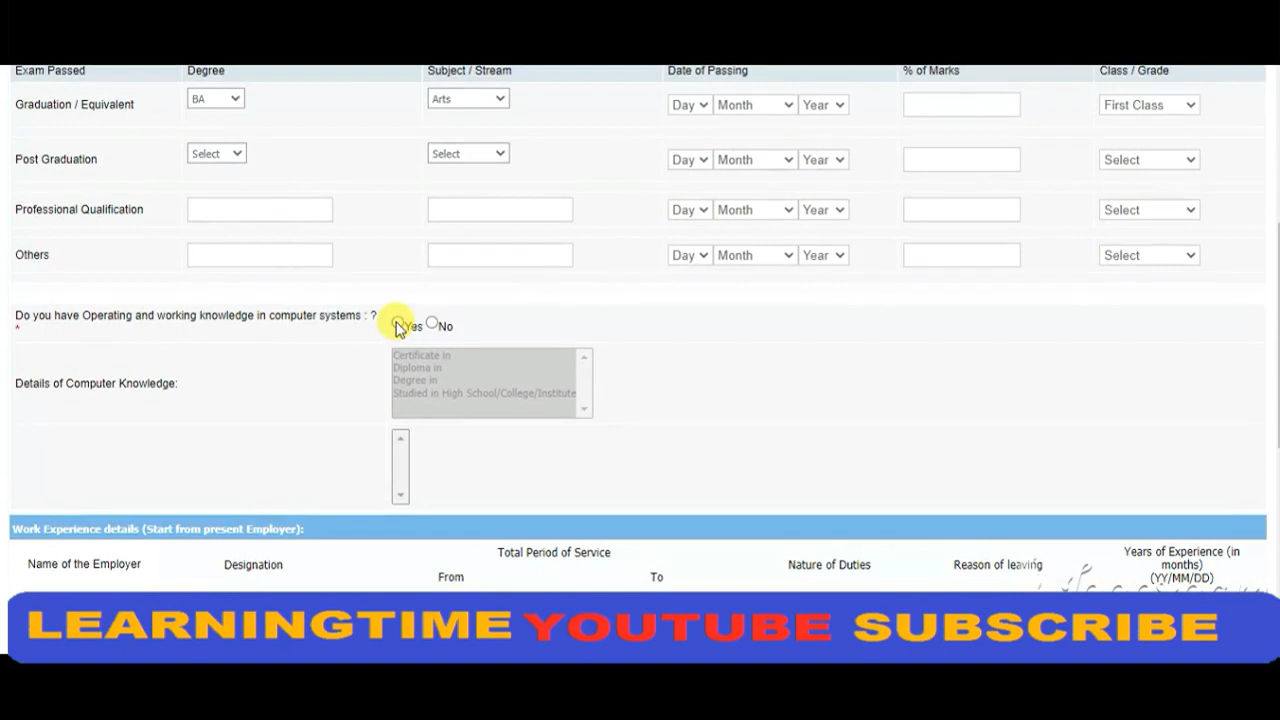 Exam Passed Degree Subject / Stream Date of Passing % of Marks Class / Grade
Graduation / Equivalent BA Arts Day Month Year First Class
Post Graduation Select Select Day Month Year Select
Professional Qualification Day Month Year Select
Others Day Month Year Select
Do you have Operating and working knowledge in computer systems : ?
* Yes No
Certificate in
Diploma in
Degree in
Studied in High School/College/Institute
Details of Computer Knowledge:
Work Experience details (Start from present Employer):
Name of the Employer Designation Total Period of Service Nature of Duties Reason of leaving Years of Experience (in
months)
From To (YY/MM/DD)
LEARNINGTIME YOUTUBE SUBSCRIBE